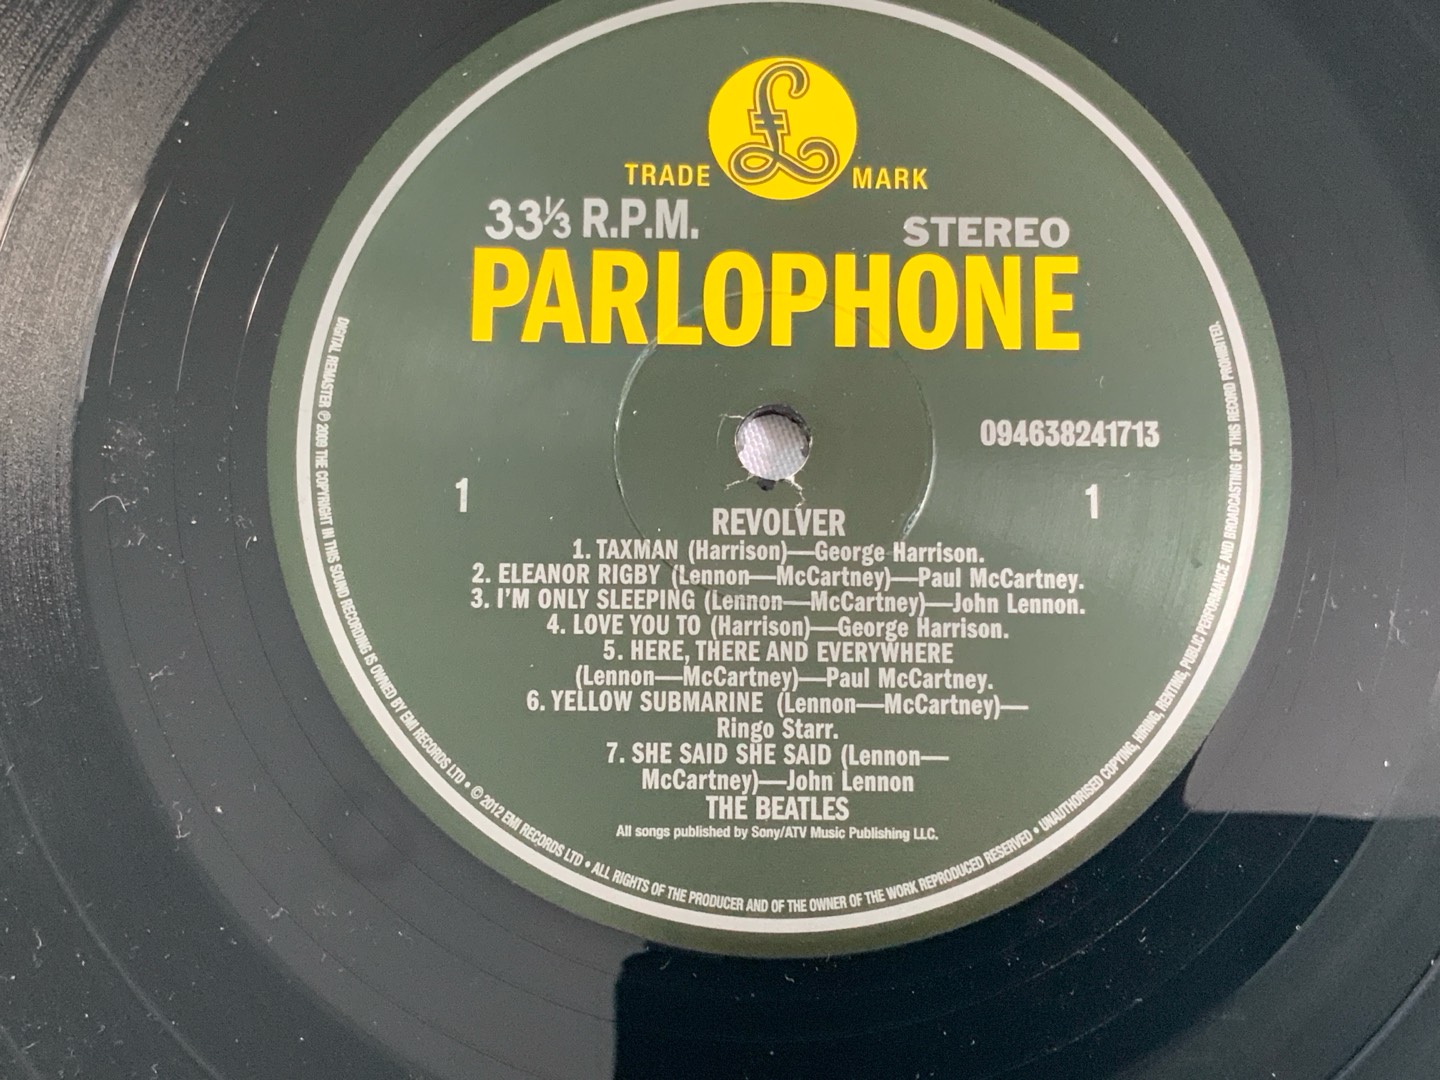 £
TRADE MARK
33⅓ R.P.M. STEREO
PARLOPHONE
094638241713
1 1
REVOLVER
1. TAXMAN (Harrison)—George Harrison.
2. ELEANOR RIGBY (Lennon—McCartney)—Paul McCartney.
3. I'M ONLY SLEEPING (Lennon—McCartney)—John Lennon.
4. LOVE YOU TO (Harrison)—George Harrison.
5. HERE, THERE AND EVERYWHERE
(Lennon—McCartney)—Paul McCartney.
6. YELLOW SUBMARINE (Lennon—McCartney)—
Ringo Starr.
7. SHE SAID SHE SAID (Lennon—
McCartney)—John Lennon
THE BEATLES
All songs published by Sony/ATV Music Publishing LLC.
DIGITAL REMASTER ℗ 2009 THE COPYRIGHT IN THIS SOUND RECORDING IS OWNED BY EMI RECORDS LTD • © 2012 EMI RECORDS LTD • ALL RIGHTS OF THE PRODUCER AND OF THE OWNER OF THE WORK REPRODUCED RESERVED • UNAUTHORISED COPYING, HIRING, RENTING, PUBLIC PERFORMANCE AND BROADCASTING OF THIS RECORD PROHIBITED.